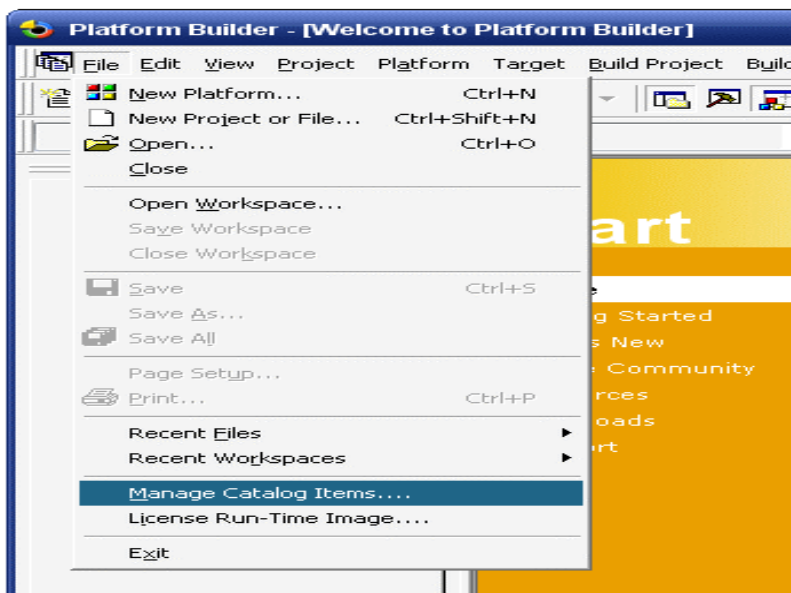 Platform Builder - [Welcome to Platform Builder]
File Edit View Project Platform Target Build Project
New Platform... Ctrl+N
New Project or File... Ctrl+Shift+N
Open... Ctrl+O
Close
Open Workspace...
Save Workspace
Close Workspace
Save Ctrl+S
Save As...
Save All
Page Setup...
Print... Ctrl+P
Recent Files
Recent Workspaces
Manage Catalog Items....
License Run-Time Image....
Exit
art
g Started
s New
Community
rces
oads
rt